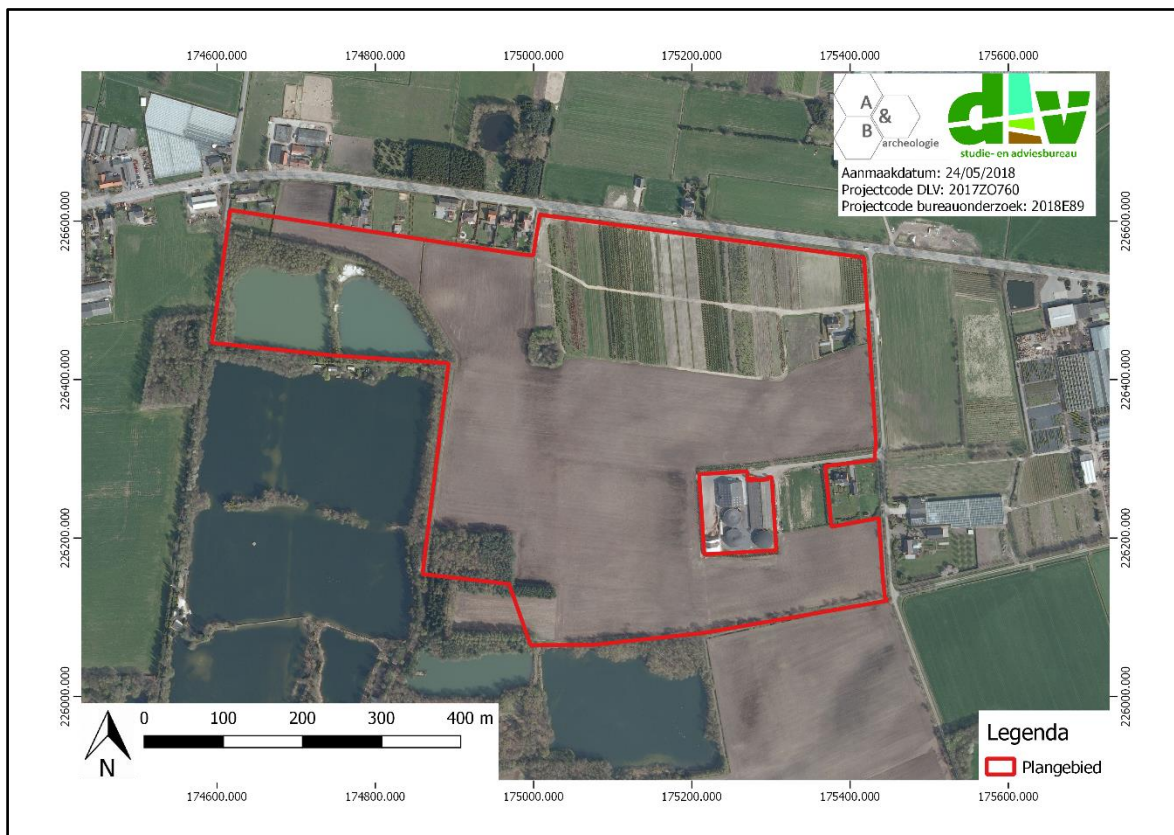 174600.000 174800.000 175000.000 175200.000 175400.000 175600.000
A & B
archeologie
dlv
studie- en adviesbureau
Aanmaakdatum: 24/05/2018
Projectcode DLV: 2017ZO760
Projectcode bureauonderzoek: 2018E89
226600.000 226600.000
226400.000 226400.000
226200.000 226200.000
226000.000 226000.000
0 100 200 300 400 m
N
Legenda
Plangebied
174600.000 174800.000 175000.000 175200.000 175400.000 175600.000